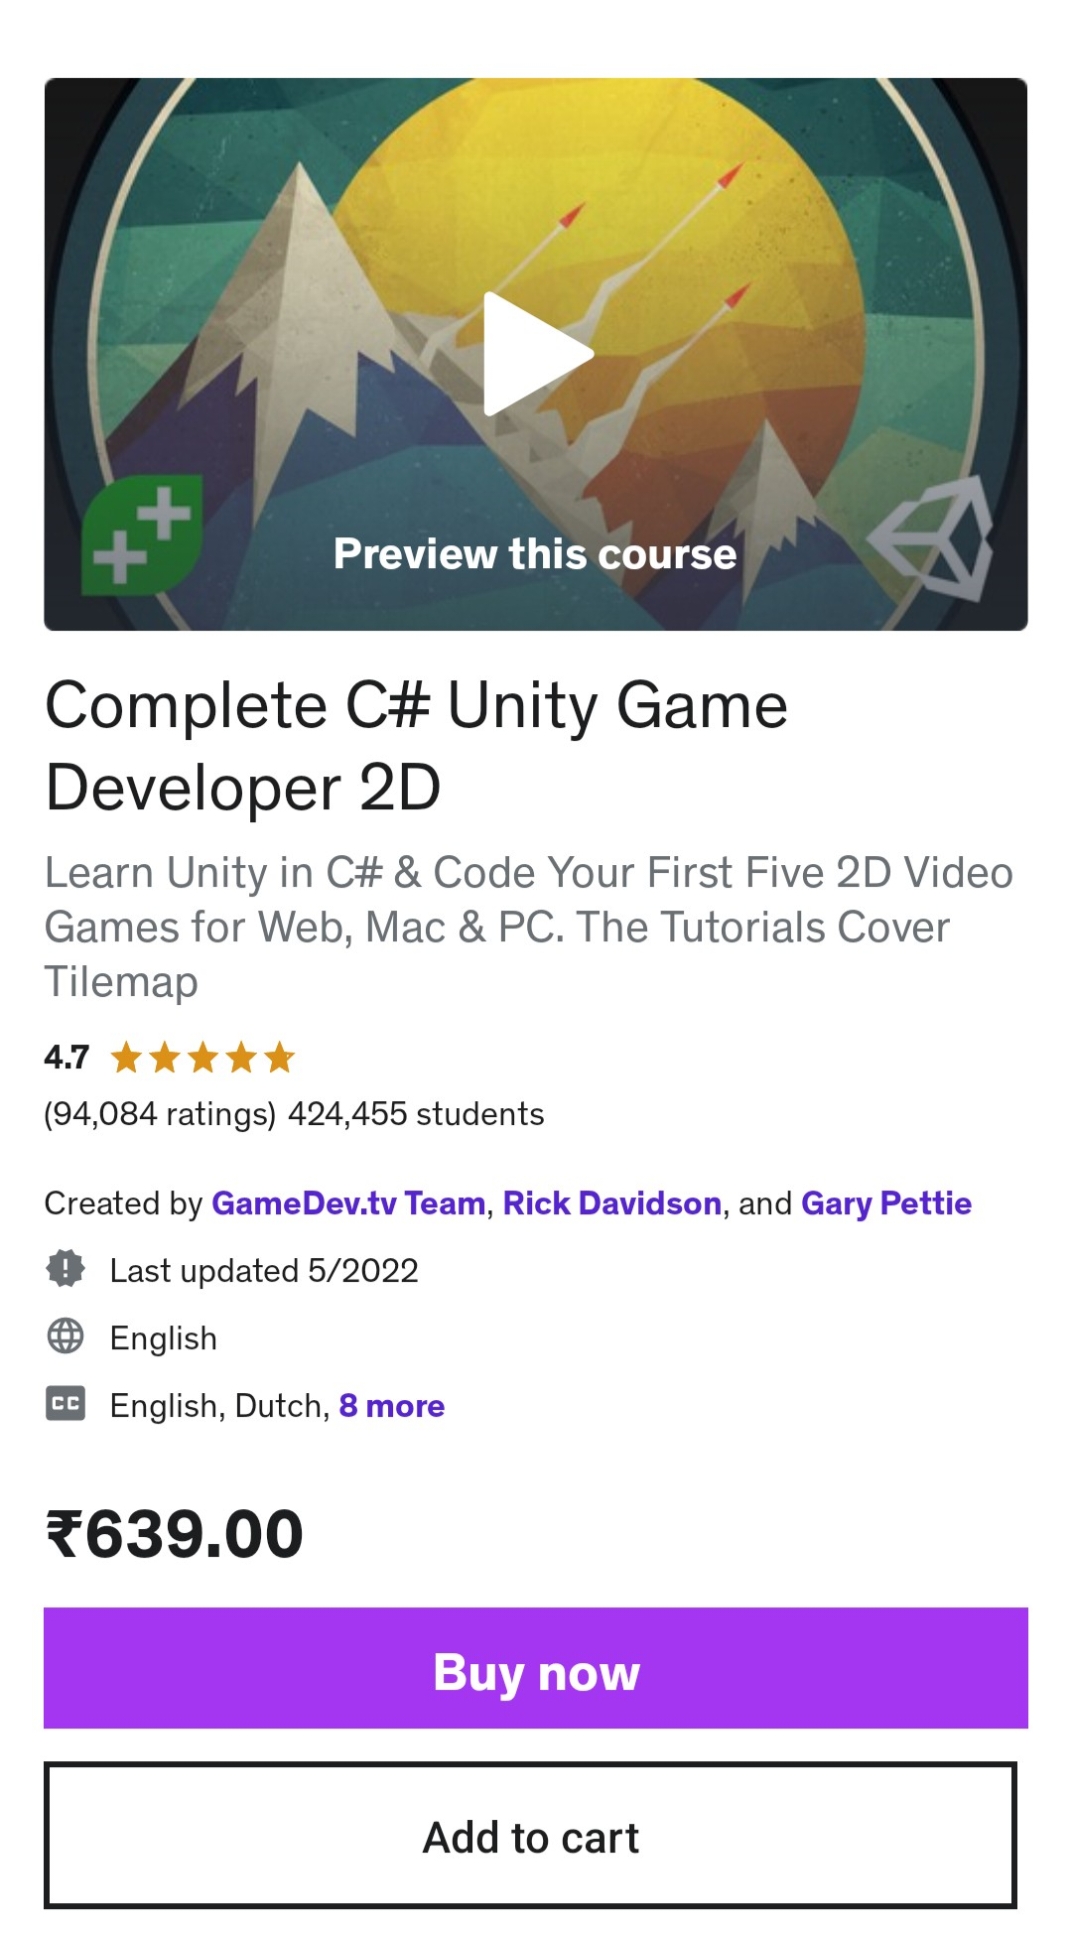 Preview this course
Complete C# Unity Game
Developer 2D
Learn Unity in C# & Code Your First Five 2D Video
Games for Web, Mac & PC. The Tutorials Cover
Tilemap
4.7
(94,084 ratings) 424,455 students
Created by GameDev.tv Team, Rick Davidson, and Gary Pettie
Last updated 5/2022
English
CC English, Dutch, 8 more
₹639.00
Buy now
Add to cart